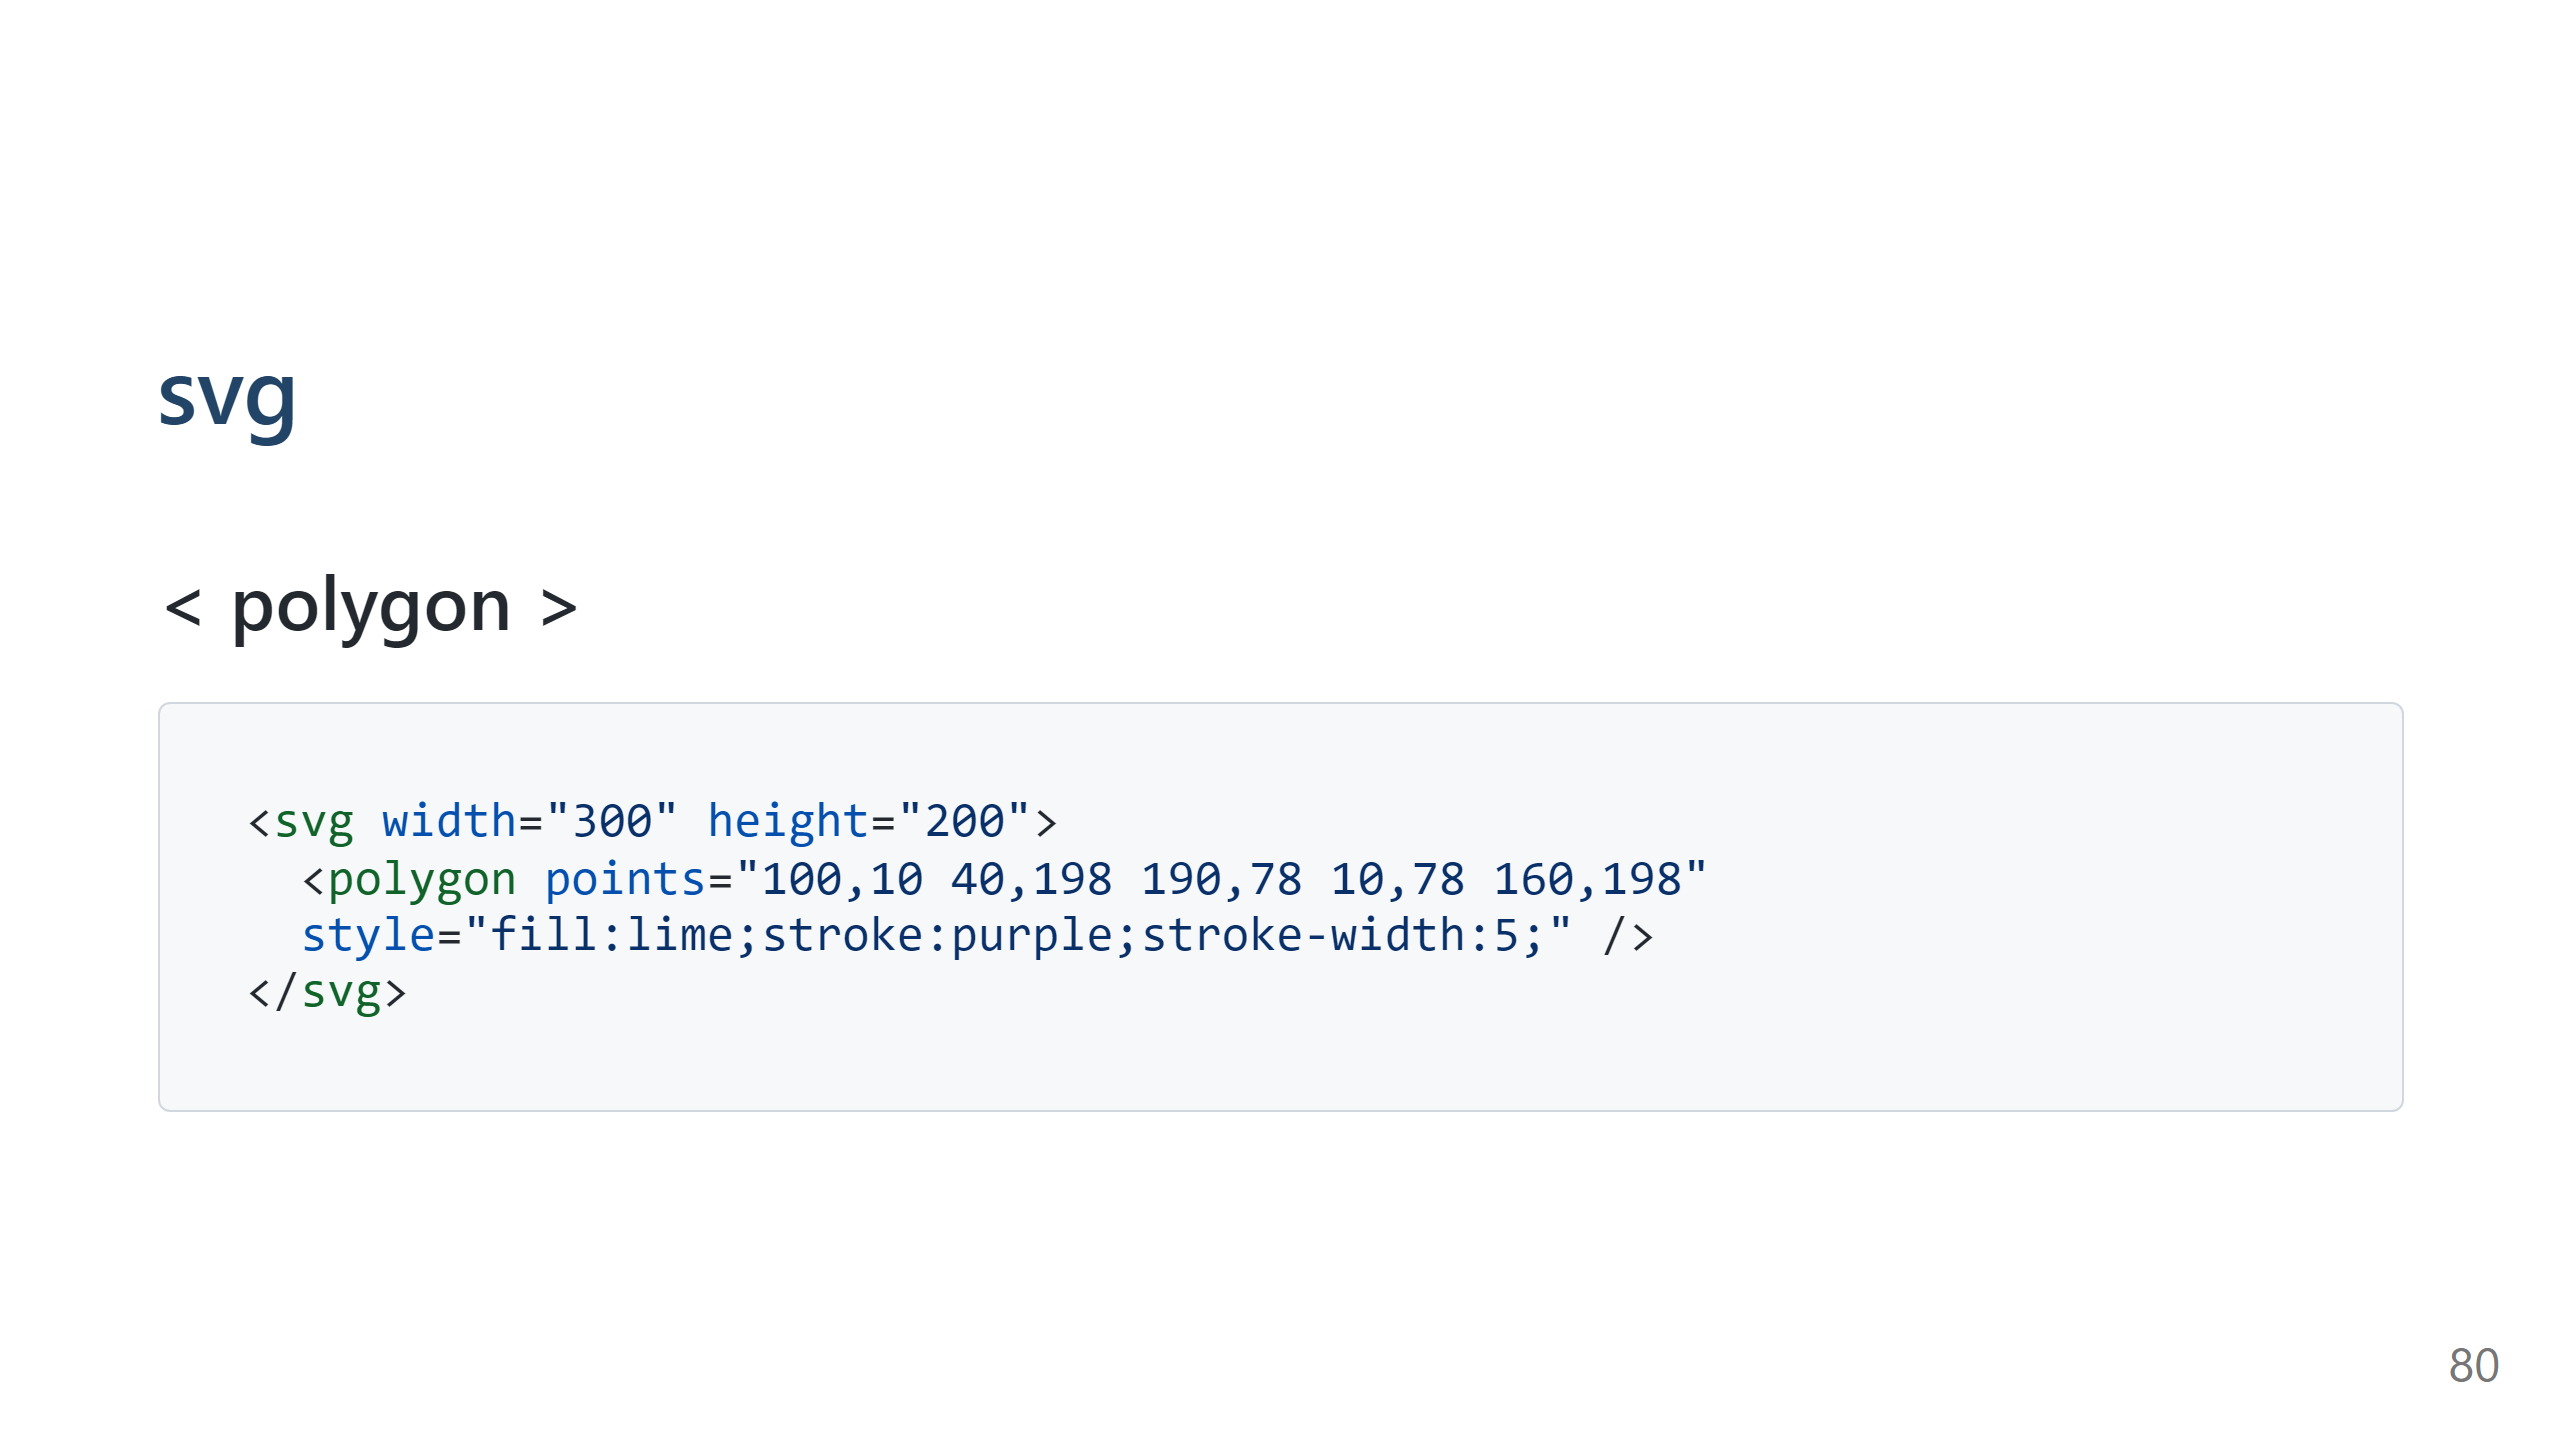 svg
< polygon >
<svg width="300" height="200">
  <polygon points="100,10 40,198 190,78 10,78 160,198"
  style="fill:lime;stroke:purple;stroke-width:5;" />
</svg>
80